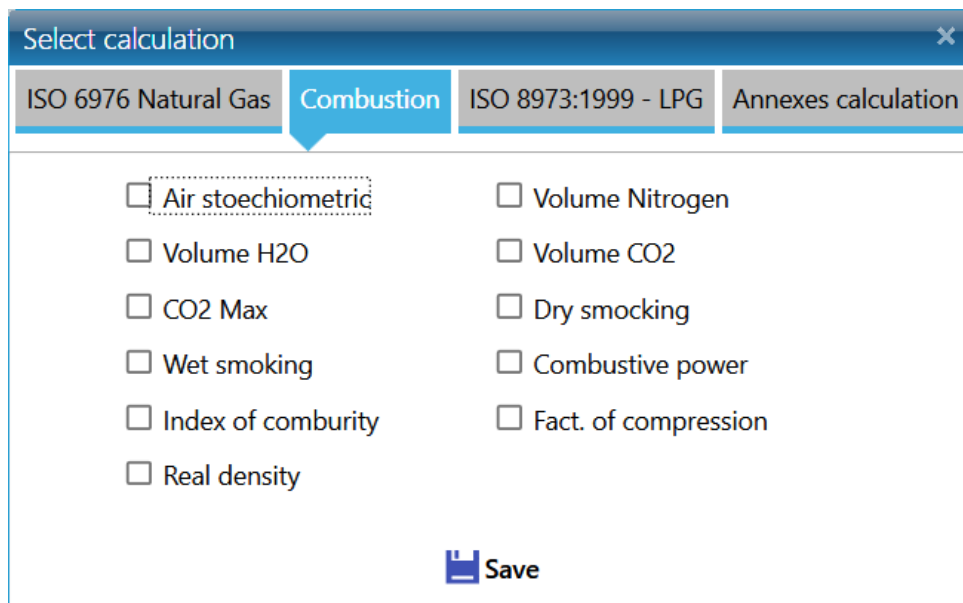 Select calculation
ISO 6976 Natural Gas Combustion ISO 8973:1999 - LPG Annexes calculation
Air stoechiometric Volume Nitrogen
Volume H2O Volume CO2
CO2 Max Dry smocking
Wet smoking Combustive power
Index of comburity Fact. of compression
Real density
Save